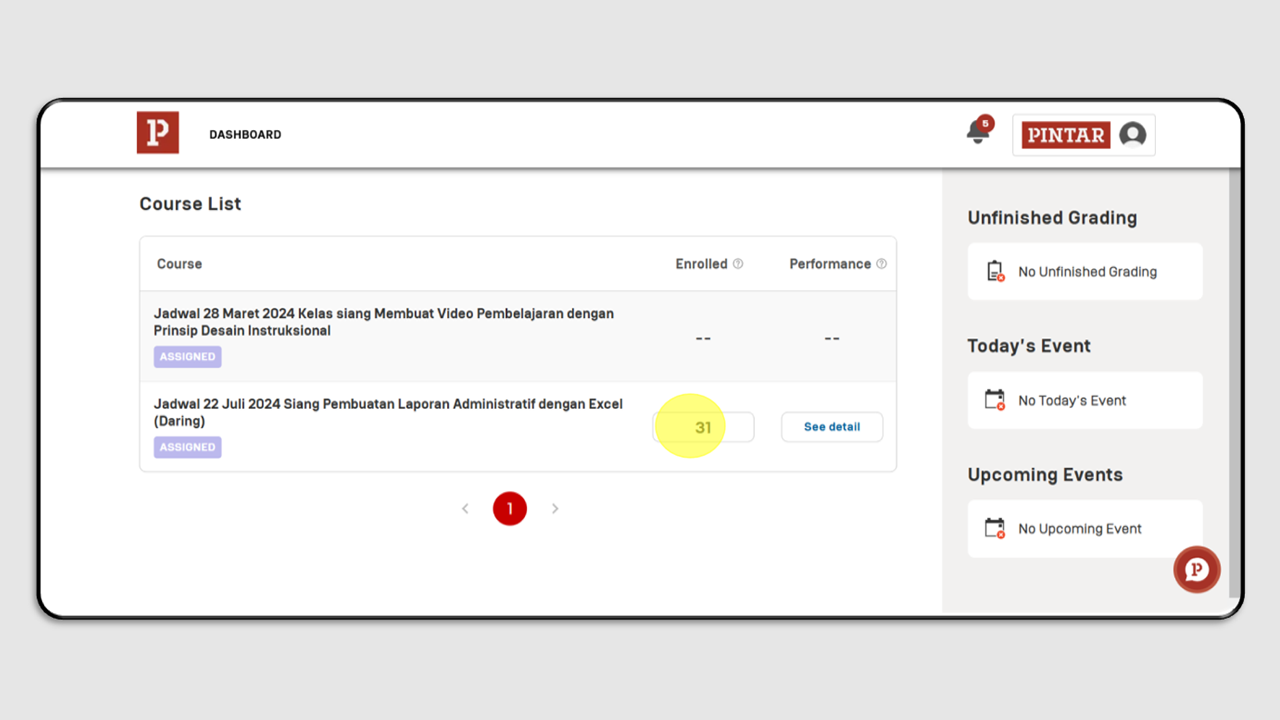 P
DASHBOARD
5
PINTAR
Course List
Course
Enrolled
Performance
Jadwal 28 Maret 2024 Kelas siang Membuat Video Pembelajaran dengan
Prinsip Desain Instruksional
ASSIGNED
--
--
Jadwal 22 Juli 2024 Siang Pembuatan Laporan Administratif dengan Excel
(Daring)
ASSIGNED
31
See detail
1
Unfinished Grading
No Unfinished Grading
Today's Event
No Today's Event
Upcoming Events
No Upcoming Event
P